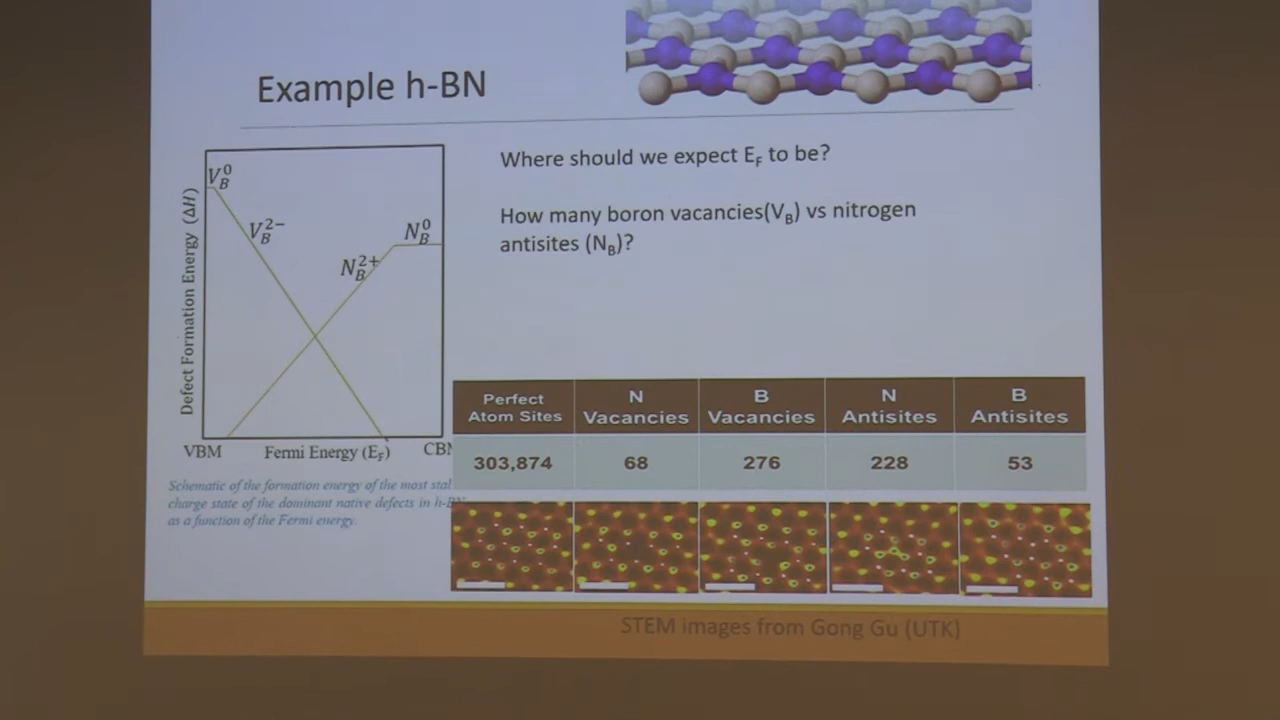 Example h-BN
Where should we expect E_F to be?
How many boron vacancies(V_B) vs nitrogen
antisites (N_B)?
V_B^0
V_B^2−
N_B^0
N_B^2+
Defect Formation Energy (ΔH)
VBM
Fermi Energy (E_F)
Schematic of the formation energy of the most
charge state of the dominant native defects in
as a function of the Fermi energy.
Perfect
Atom Sites
N
Vacancies
B
Vacancies
N
Antisites
B
Antisites
303,874
68
276
228
53
STEM images from Gong Gu (UTK)